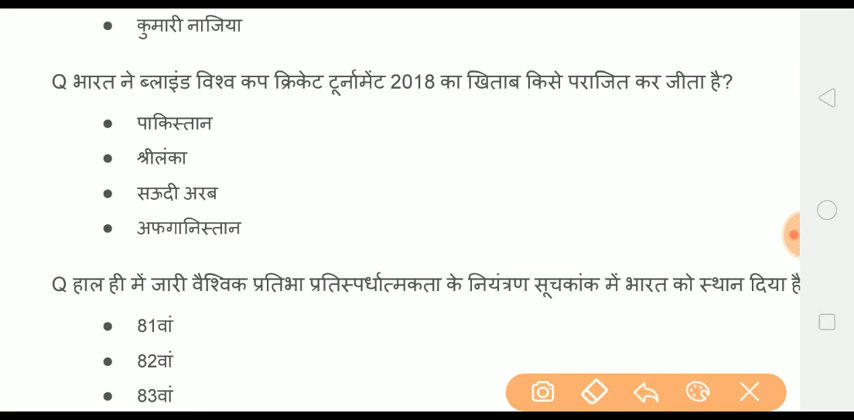 कुमारी नाजिया
Q भारत ने ब्लाइंड विश्व कप क्रिकेट टूर्नामेंट 2018 का खिताब किसे पराजित कर जीता है?
पाकिस्तान
श्रीलंका
सऊदी अरब
अफगानिस्तान
Q हाल ही में जारी वैश्विक प्रतिभा प्रतिस्पर्धात्मकता के नियंत्रण सूचकांक में भारत को स्थान दिया है
81वां
82वां
83वां